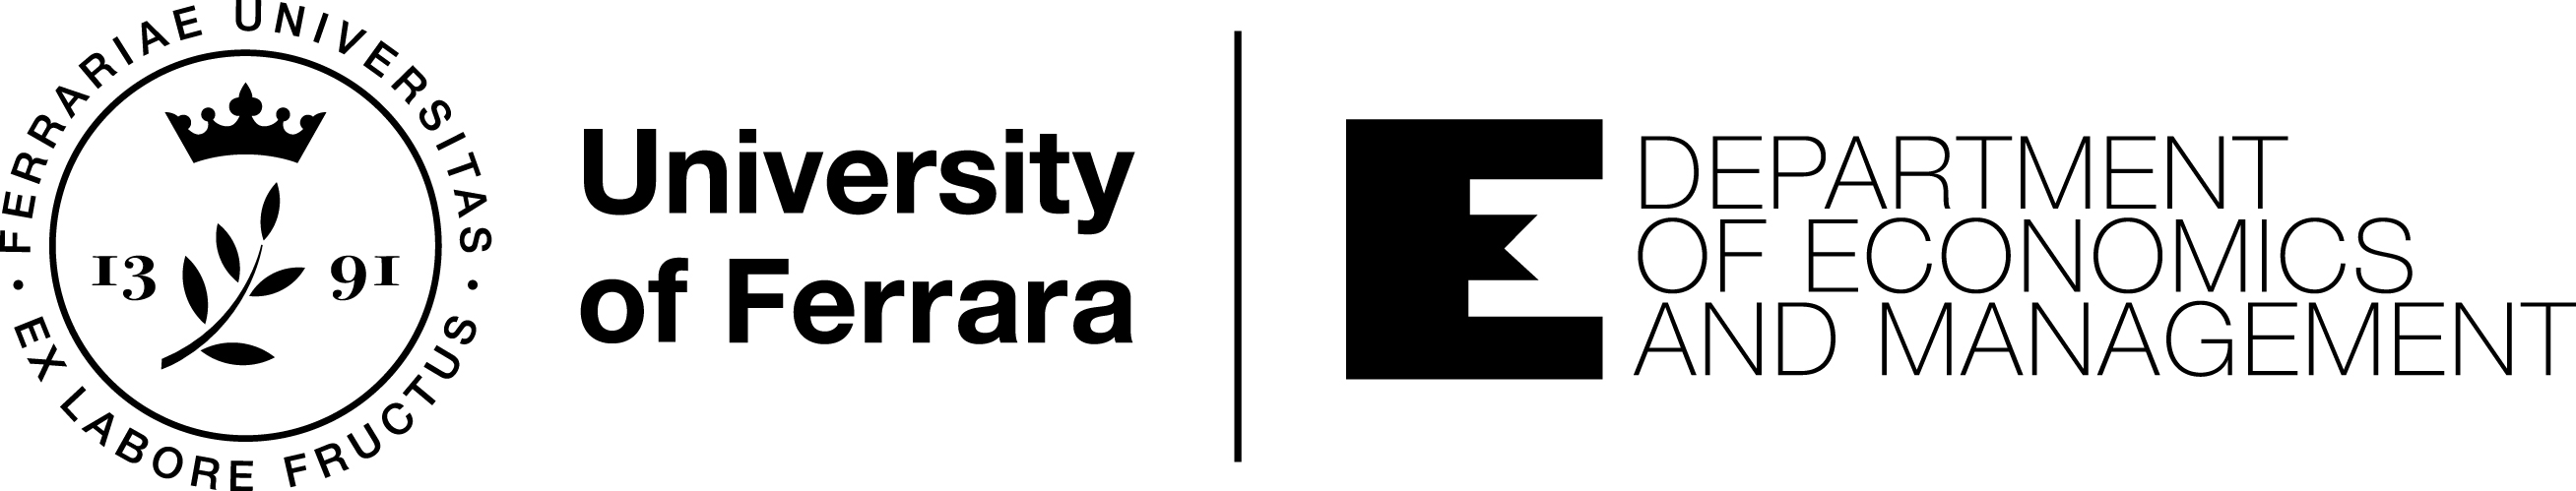 · FERRARIAE UNIVERSITAS ·
EX LABORE FRUCTUS
13 91
University
of Ferrara
E
DEPARTMENT
OF ECONOMICS
AND MANAGEMENT